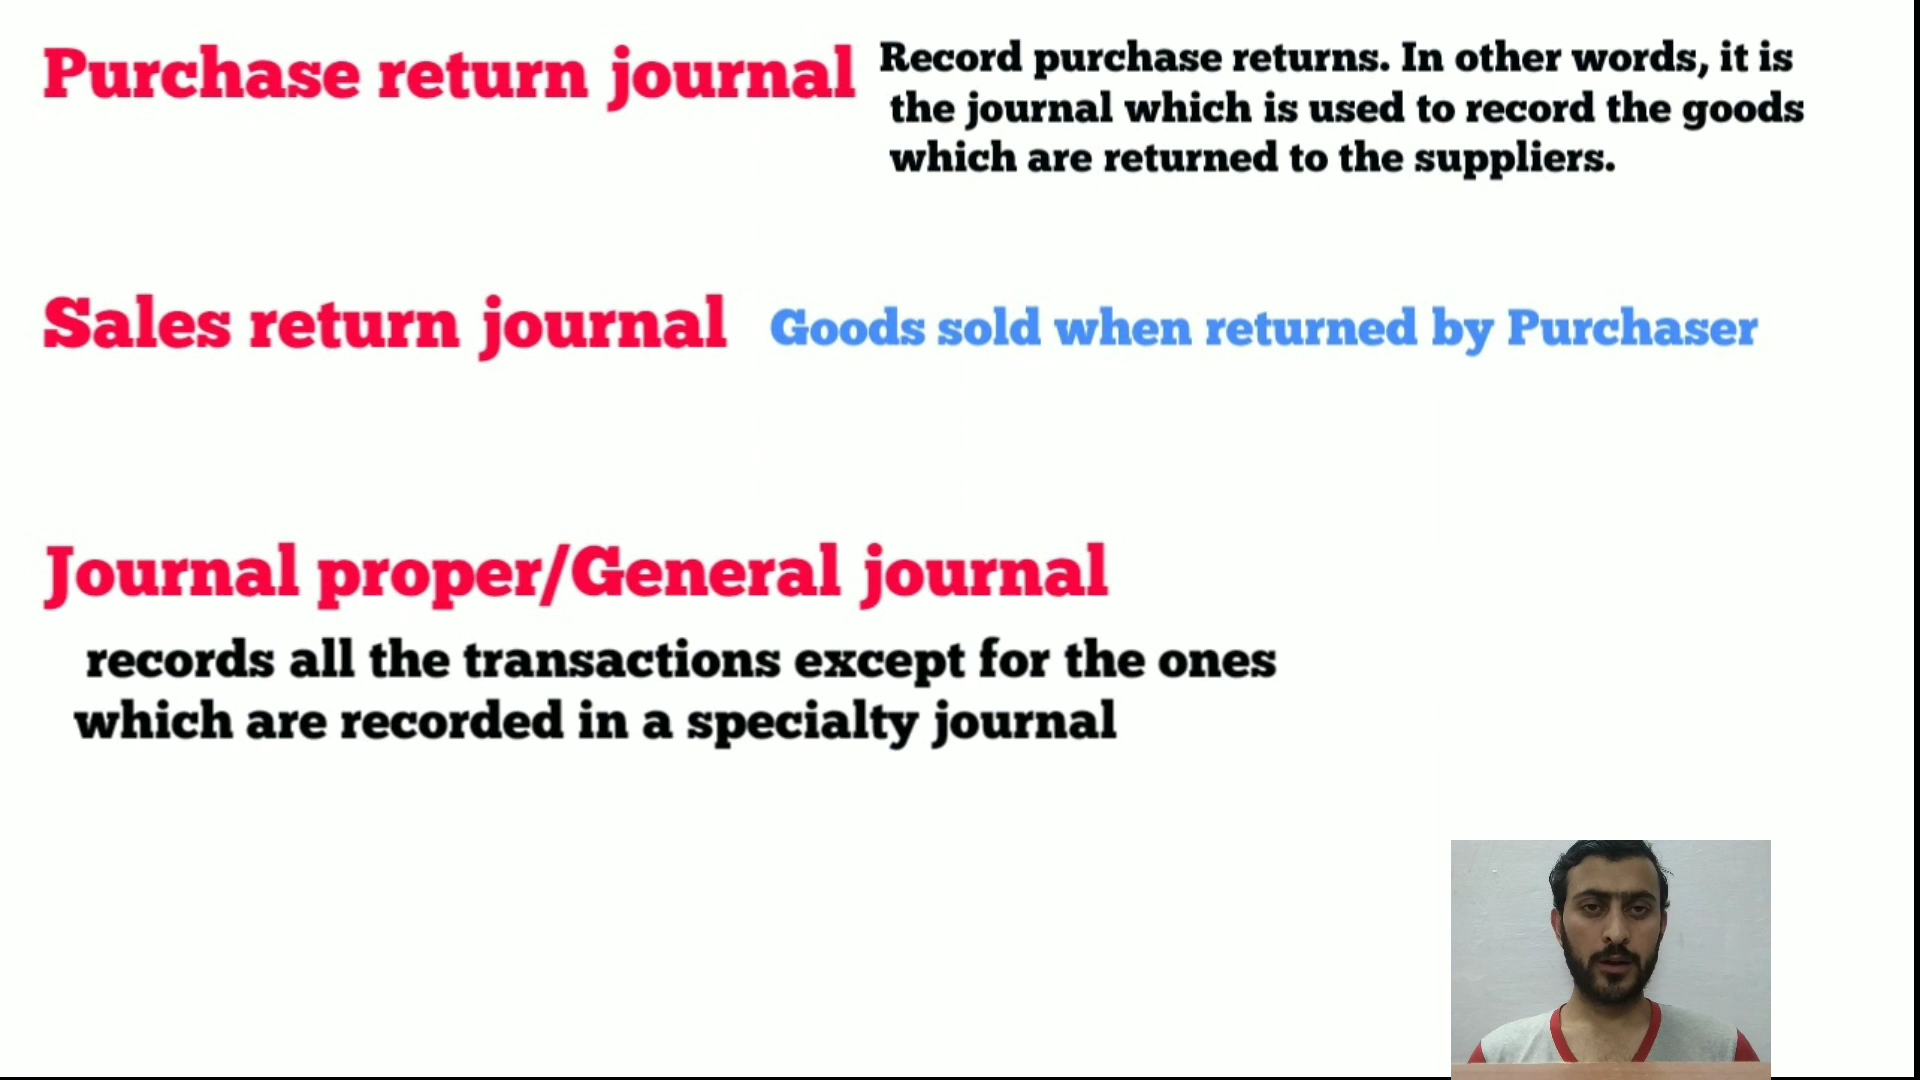 Purchase return journal
Record purchase returns. In other words, it is
the journal which is used to record the goods
which are returned to the suppliers.
Sales return journal
Goods sold when returned by Purchaser
Journal proper/General journal
records all the transactions except for the ones
which are recorded in a specialty journal